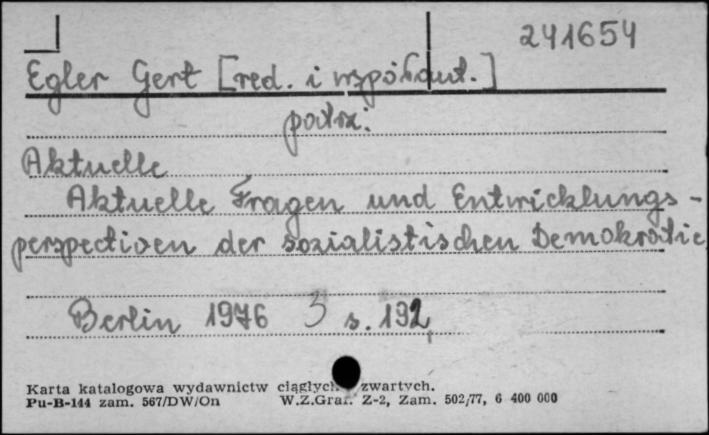 241654
Egler Gert [red. i współaut.]
patrz:
Aktuelle
Aktuelle Fragen und Entwicklungs-
perspectiven der sozialistischen Demokratie
Berlin 1976 3 s. 192
Karta katalogowa wydawnictw ciągłych zwartych.
Pu-B-144 zam. 567/DW/On W.Z.Graf. Z-2, Zam. 502/77, 6 400 000